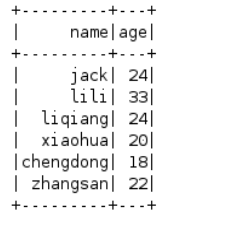 +---------+---+
|     name|age|
+---------+---+
|     jack| 24|
|     lili| 33|
|  liqiang| 24|
|  xiaohua| 20|
|chengdong| 18|
| zhangsan| 22|
+---------+---+